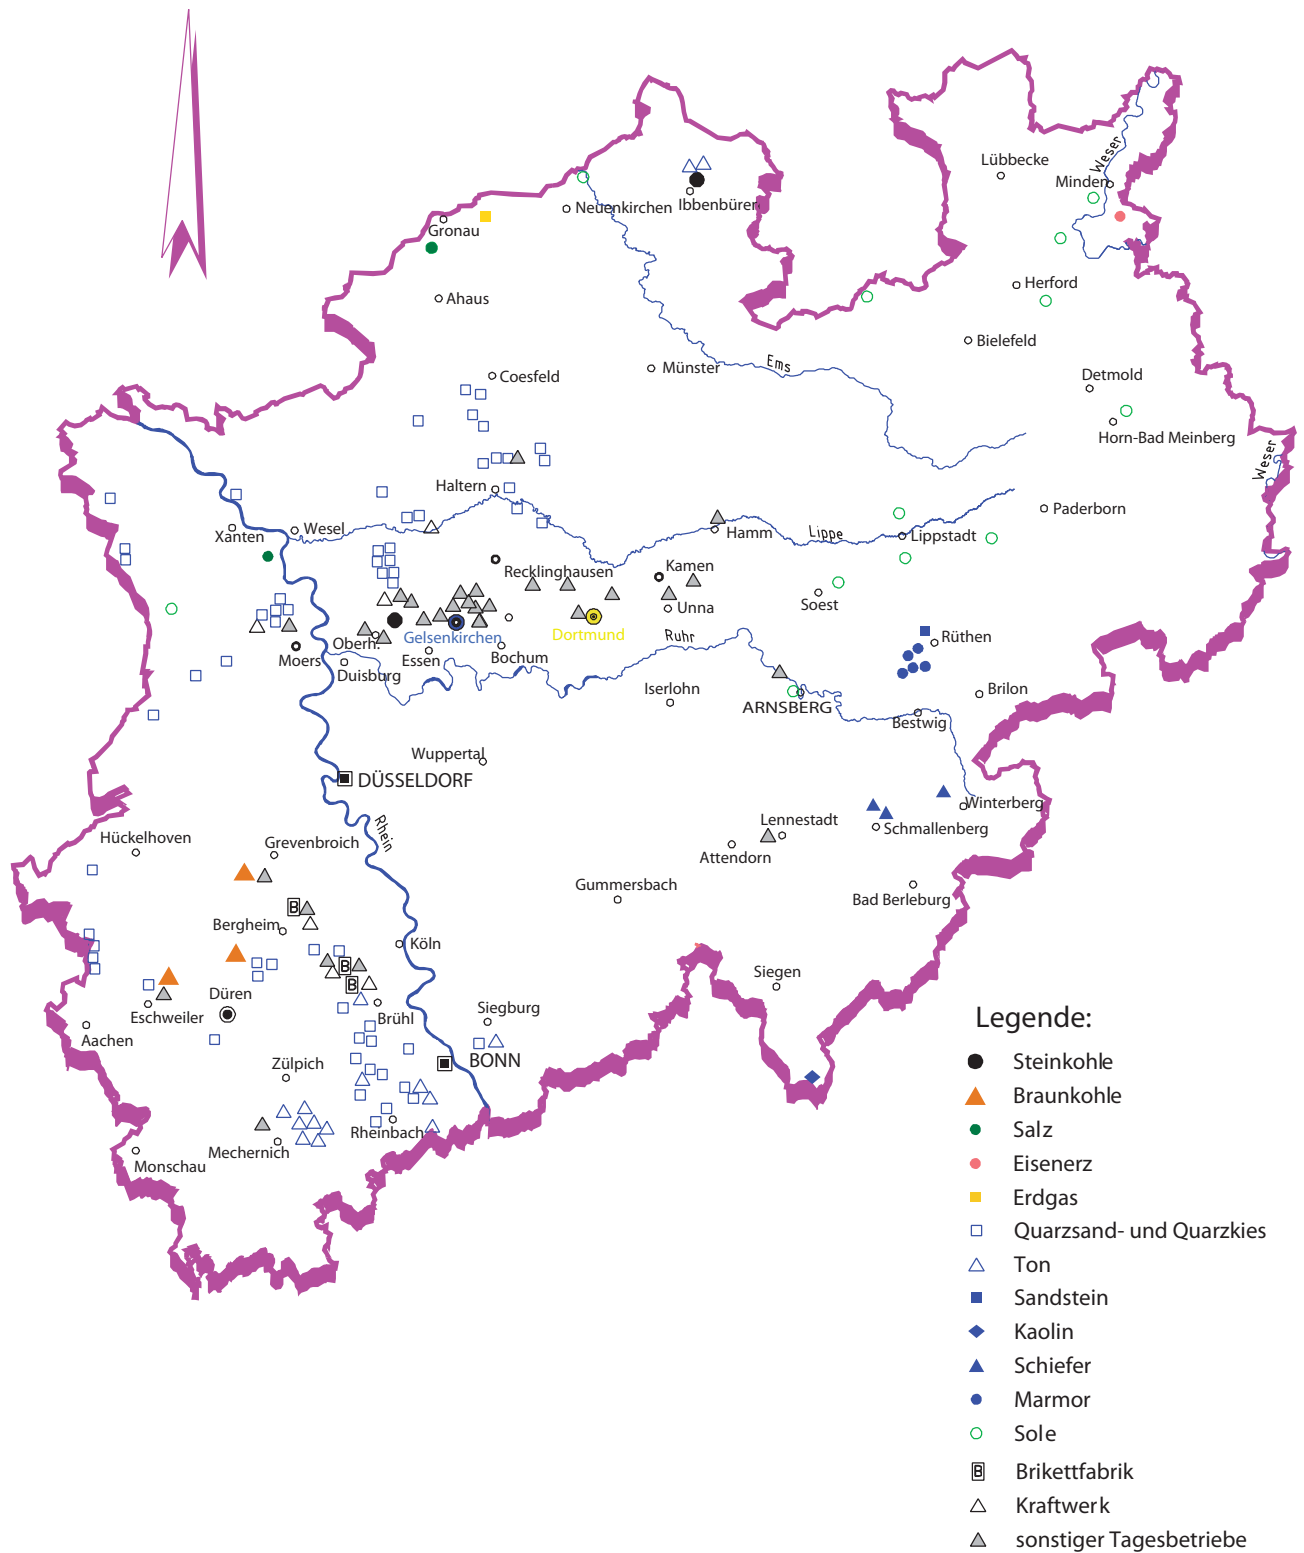 Weser
Lübbecke
Minden
Neuenkirchen
Ibbenbüren
Gronau
Ahaus
Herford
Bielefeld
Ems
Münster
Coesfeld
Detmold
Horn-Bad Meinberg
Weser
Haltern
Xanten
Wesel
Hamm
Lippe
Lippstadt
Paderborn
Recklinghausen
Kamen
Unna
Soest
Oberh.
Gelsenkirchen
Dortmund
Ruhr
Rüthen
Moers
Duisburg
Essen
Bochum
Iserlohn
ARNSBERG
Brilon
Bestwig
Wuppertal
DÜSSELDORF
Rhein
Winterberg
Schmallenberg
Lennestadt
Attendorn
Hückelhoven
Grevenbroich
Gummersbach
Bad Berleburg
Bergheim
Köln
Siegen
Düren
Eschweiler
Brühl
Siegburg
Aachen
BONN
Zülpich
Rheinbach
Mechernich
Monschau
Legende:
Steinkohle
Braunkohle
Salz
Eisenerz
Erdgas
Quarzsand- und Quarzkies
Ton
Sandstein
Kaolin
Schiefer
Marmor
Sole
B Brikettfabrik
Kraftwerk
sonstiger Tagesbetriebe
B
B
B